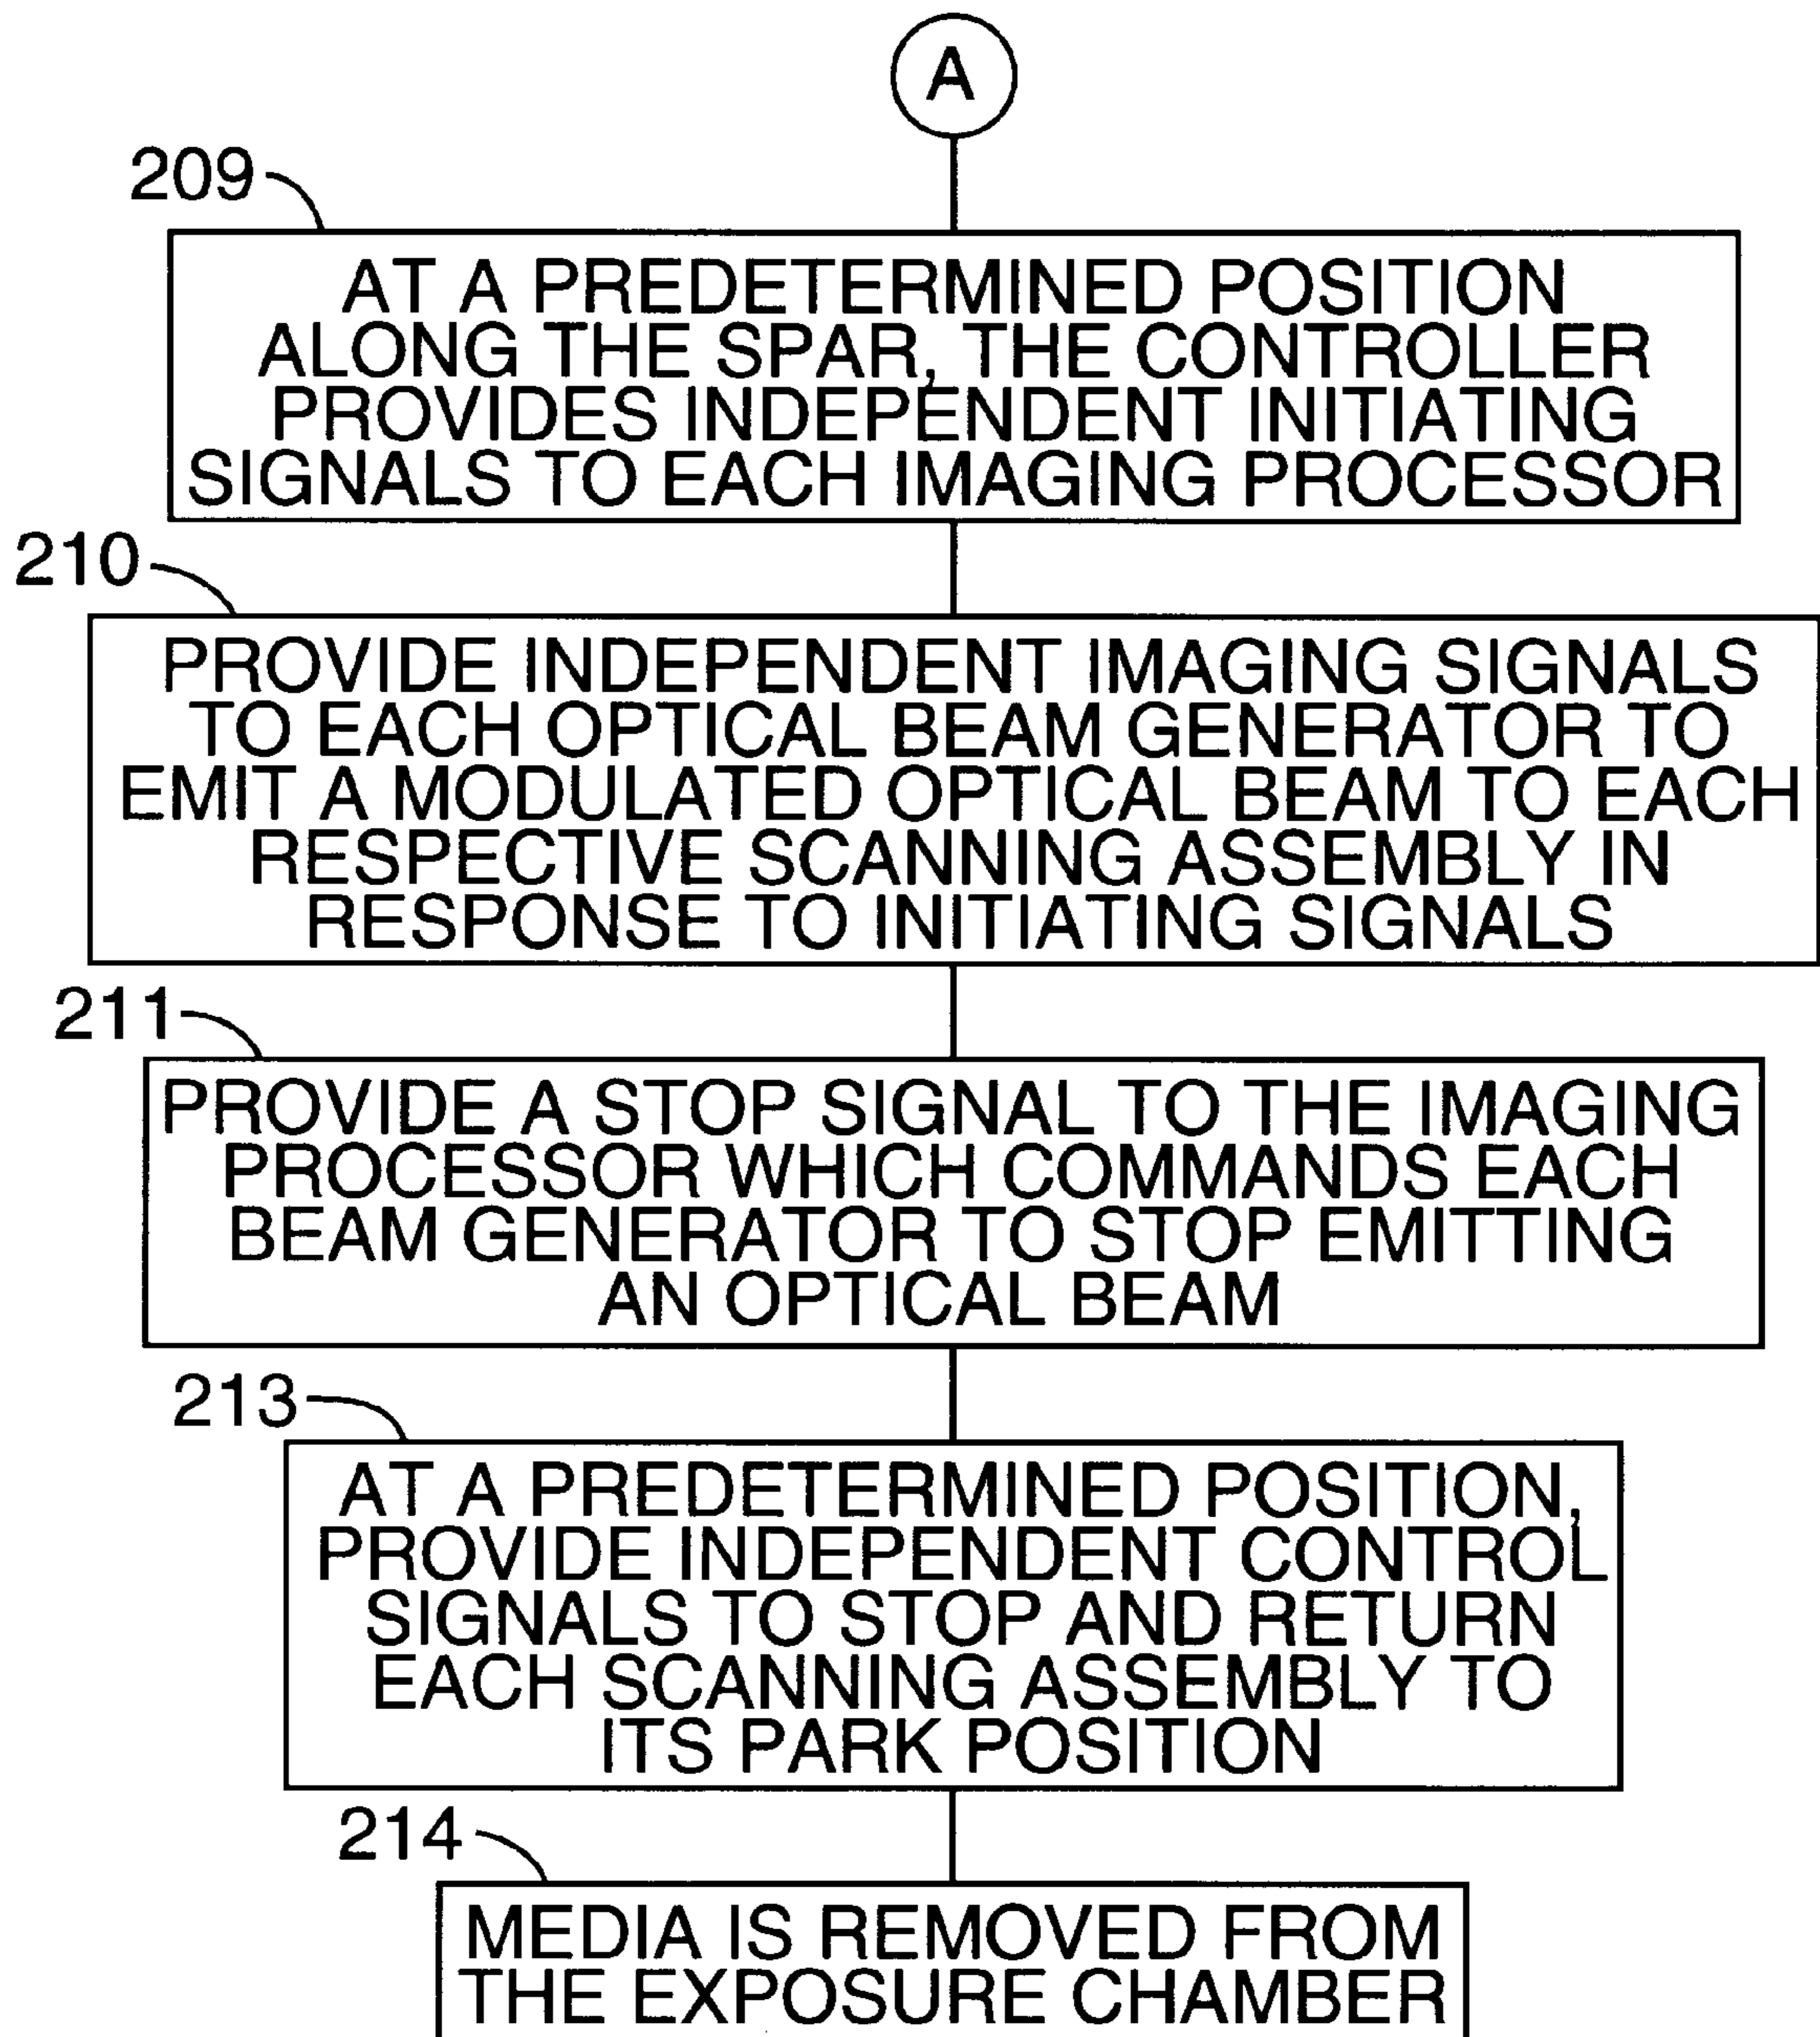 A
209
AT A PREDETERMINED POSITION
ALONG THE SPAR, THE CONTROLLER
PROVIDES INDEPENDENT INITIATING
SIGNALS TO EACH IMAGING PROCESSOR
210
PROVIDE INDEPENDENT IMAGING SIGNALS
TO EACH OPTICAL BEAM GENERATOR TO
EMIT A MODULATED OPTICAL BEAM TO EACH
RESPECTIVE SCANNING ASSEMBLY IN
RESPONSE TO INITIATING SIGNALS
211
PROVIDE A STOP SIGNAL TO THE IMAGING
PROCESSOR WHICH COMMANDS EACH
BEAM GENERATOR TO STOP EMITTING
AN OPTICAL BEAM
213
AT A PREDETERMINED POSITION,
PROVIDE INDEPENDENT CONTROL
SIGNALS TO STOP AND RETURN
EACH SCANNING ASSEMBLY TO
ITS PARK POSITION
214
MEDIA IS REMOVED FROM
THE EXPOSURE CHAMBER